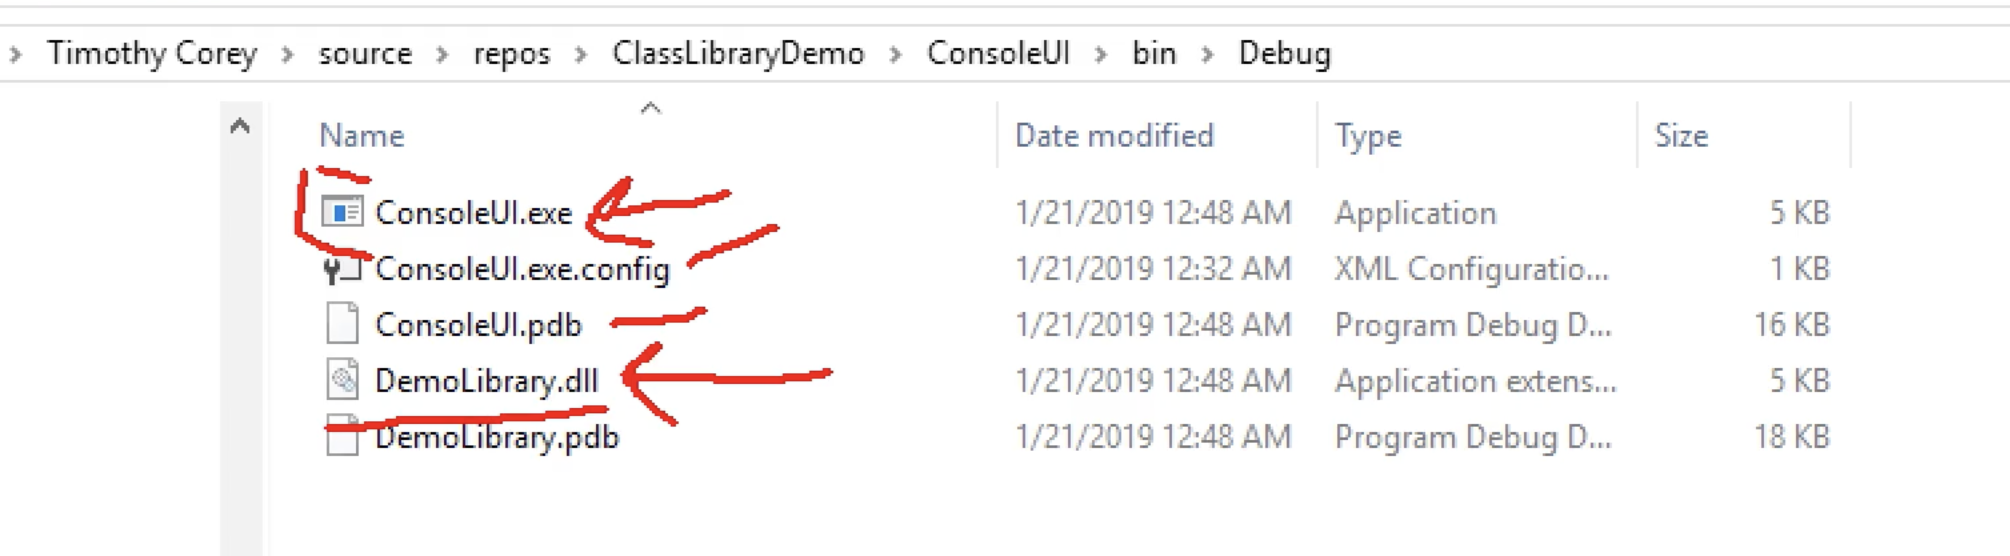 Timothy Corey > source > repos > ClassLibraryDemo > ConsoleUI > bin > Debug
Name Date modified Type Size
ConsoleUI.exe 1/21/2019 12:48 AM Application 5 KB
ConsoleUI.exe.config 1/21/2019 12:32 AM XML Configuratio... 1 KB
ConsoleUI.pdb 1/21/2019 12:48 AM Program Debug D... 16 KB
DemoLibrary.dll 1/21/2019 12:48 AM Application extens... 5 KB
DemoLibrary.pdb 1/21/2019 12:48 AM Program Debug D... 18 KB